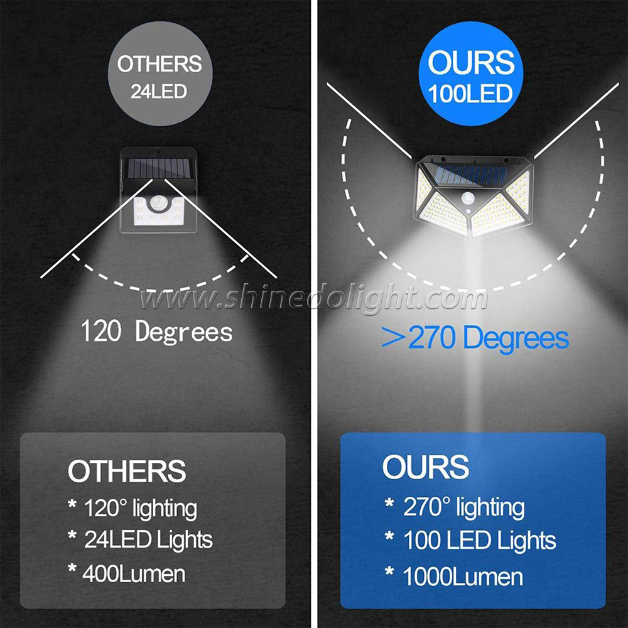 OTHERS
24LED
OURS
100LED
www.shinedolight.com
120 Degrees
>270 Degrees
OTHERS
* 120° lighting
* 24LED Lights
* 400Lumen
OURS
* 270° lighting
* 100 LED Lights
* 1000Lumen